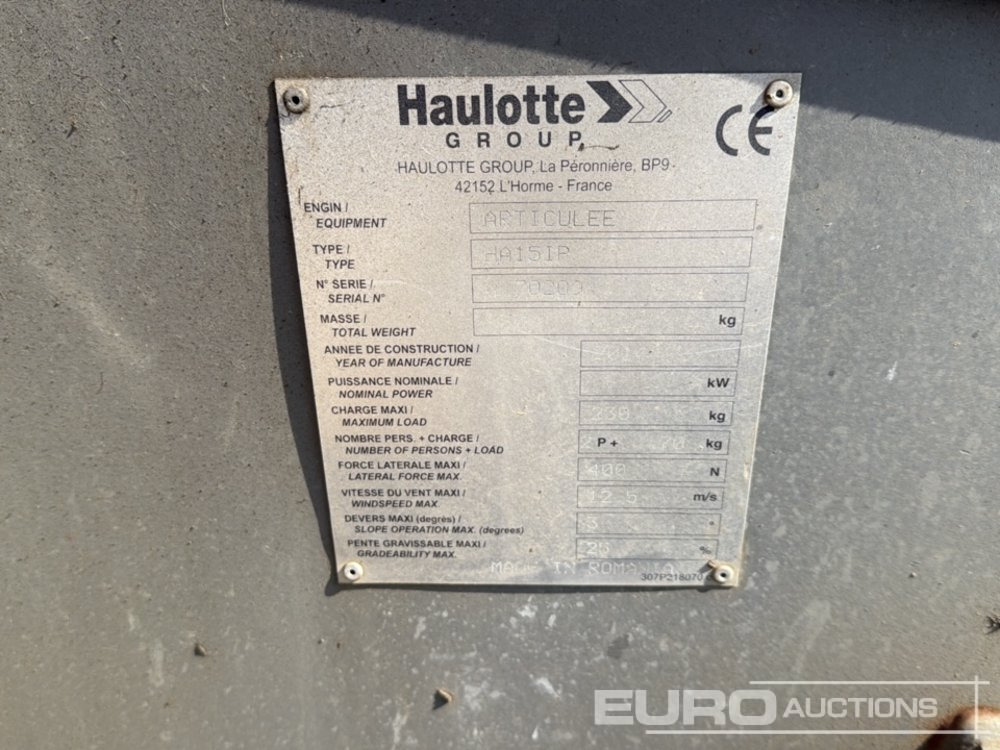 Haulotte
GROUP
CE
HAULOTTE GROUP, La Péronnière, BP9
42152 L'Horme - France
ENGIN /
EQUIPMENT
ARTICULEE
TYPE /
TYPE
HA15IP
N° SERIE /
SERIAL N°
MASSE /
TOTAL WEIGHT
kg
ANNEE DE CONSTRUCTION /
YEAR OF MANUFACTURE
PUISSANCE NOMINALE /
NOMINAL POWER
kW
CHARGE MAXI /
MAXIMUM LOAD
230 kg
NOMBRE PERS. + CHARGE /
NUMBER OF PERSONS + LOAD
P + kg
FORCE LATERALE MAXI /
LATERAL FORCE MAX.
400 N
VITESSE DU VENT MAXI /
WINDSPEED MAX.
12.5 m/s
DEVERS MAXI (degrés) /
SLOPE OPERATION MAX. (degrees)
PENTE GRAVISSABLE MAXI /
GRADEABILITY MAX.
25 %
MADE IN ROMANIA
307P218070
EURO AUCTIONS